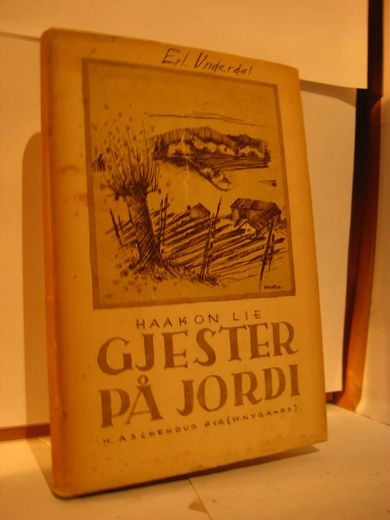 Erl. Underdal
HAAKON LIE
GJESTER
PÅ JORDI
H. ASCHEHOUG & CO (W. NYGAARD)